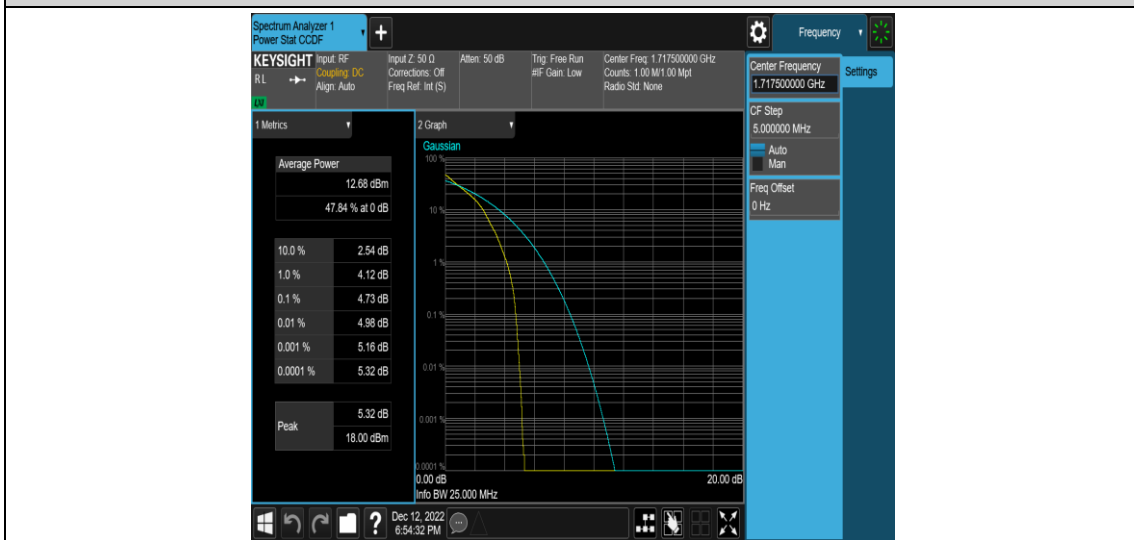 Spectrum Analyzer 1
Power Stat CCDF
Frequency
KEYSIGHT
RL
Input: RF
Coupling: DC
Align: Auto
Input Z: 50 Ω
Corrections: Off
Freq Ref: Int (S)
Atten: 50 dB
Trig: Free Run
#IF Gain: Low
Center Freq: 1.717500000 GHz
Counts: 1.00 M/1.00 Mpt
Radio Std: None
Center Frequency
1.717500000 GHz
Settings
CF Step
5.000000 MHz
Auto
Man
Freq Offset
0 Hz
1 Metrics
Average Power
12.68 dBm
47.84 % at 0 dB
10.0 % 2.54 dB
1.0 % 4.12 dB
0.1 % 4.73 dB
0.01 % 4.98 dB
0.001 % 5.16 dB
0.0001 % 5.32 dB
Peak
5.32 dB
18.00 dBm
2 Graph
Gaussian
100 %
10 %
1 %
0.1 %
0.01 %
0.001 %
0.0001 %
0.00 dB 20.00 dB
Info BW 25.000 MHz
Dec 12, 2022
6:54:32 PM